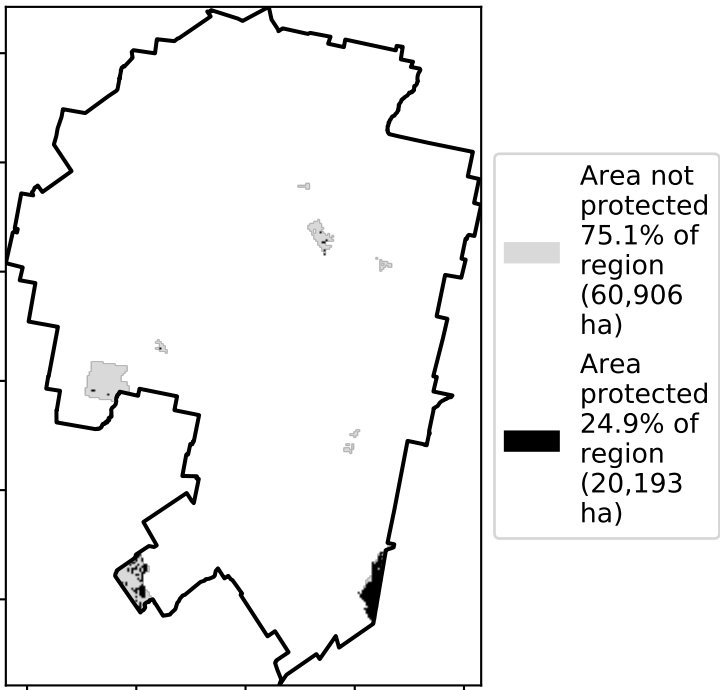 Area not
protected
75.1% of
region
(60,906
ha)
Area
protected
24.9% of
region
(20,193
ha)